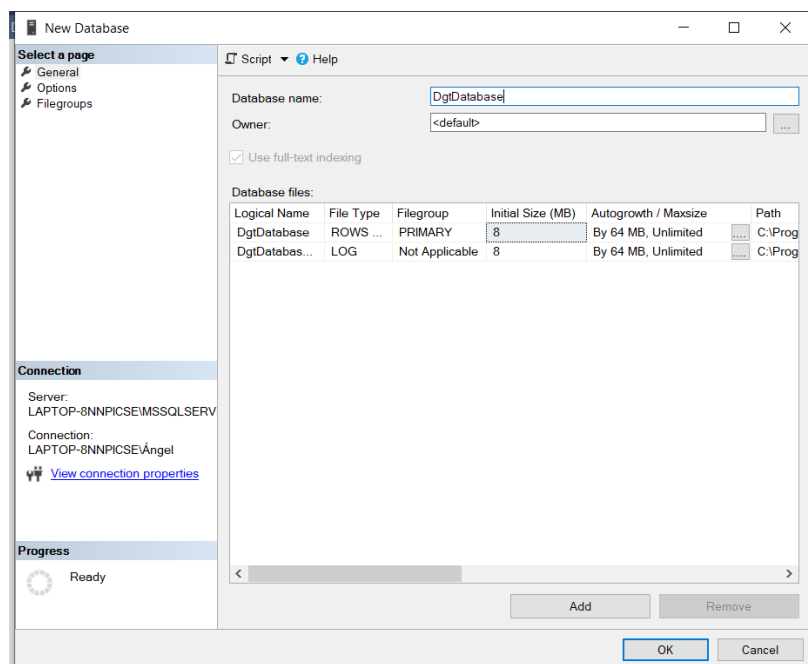 New Database
Select a page
General
Options
Filegroups
Script Help
Database name: DgtDatabase
Owner: <default> ...
Use full-text indexing
Database files:
Logical Name File Type Filegroup Initial Size (MB) Autogrowth / Maxsize Path
DgtDatabase ROWS ... PRIMARY 8 By 64 MB, Unlimited .... C:\Prog
DgtDatabas... LOG Not Applicable 8 By 64 MB, Unlimited .... C:\Prog
Connection
Server:
LAPTOP-8NNPICSE\MSSQLSERV
Connection:
LAPTOP-8NNPICSE\Ángel
View connection properties
Progress
Ready
Add Remove
OK Cancel